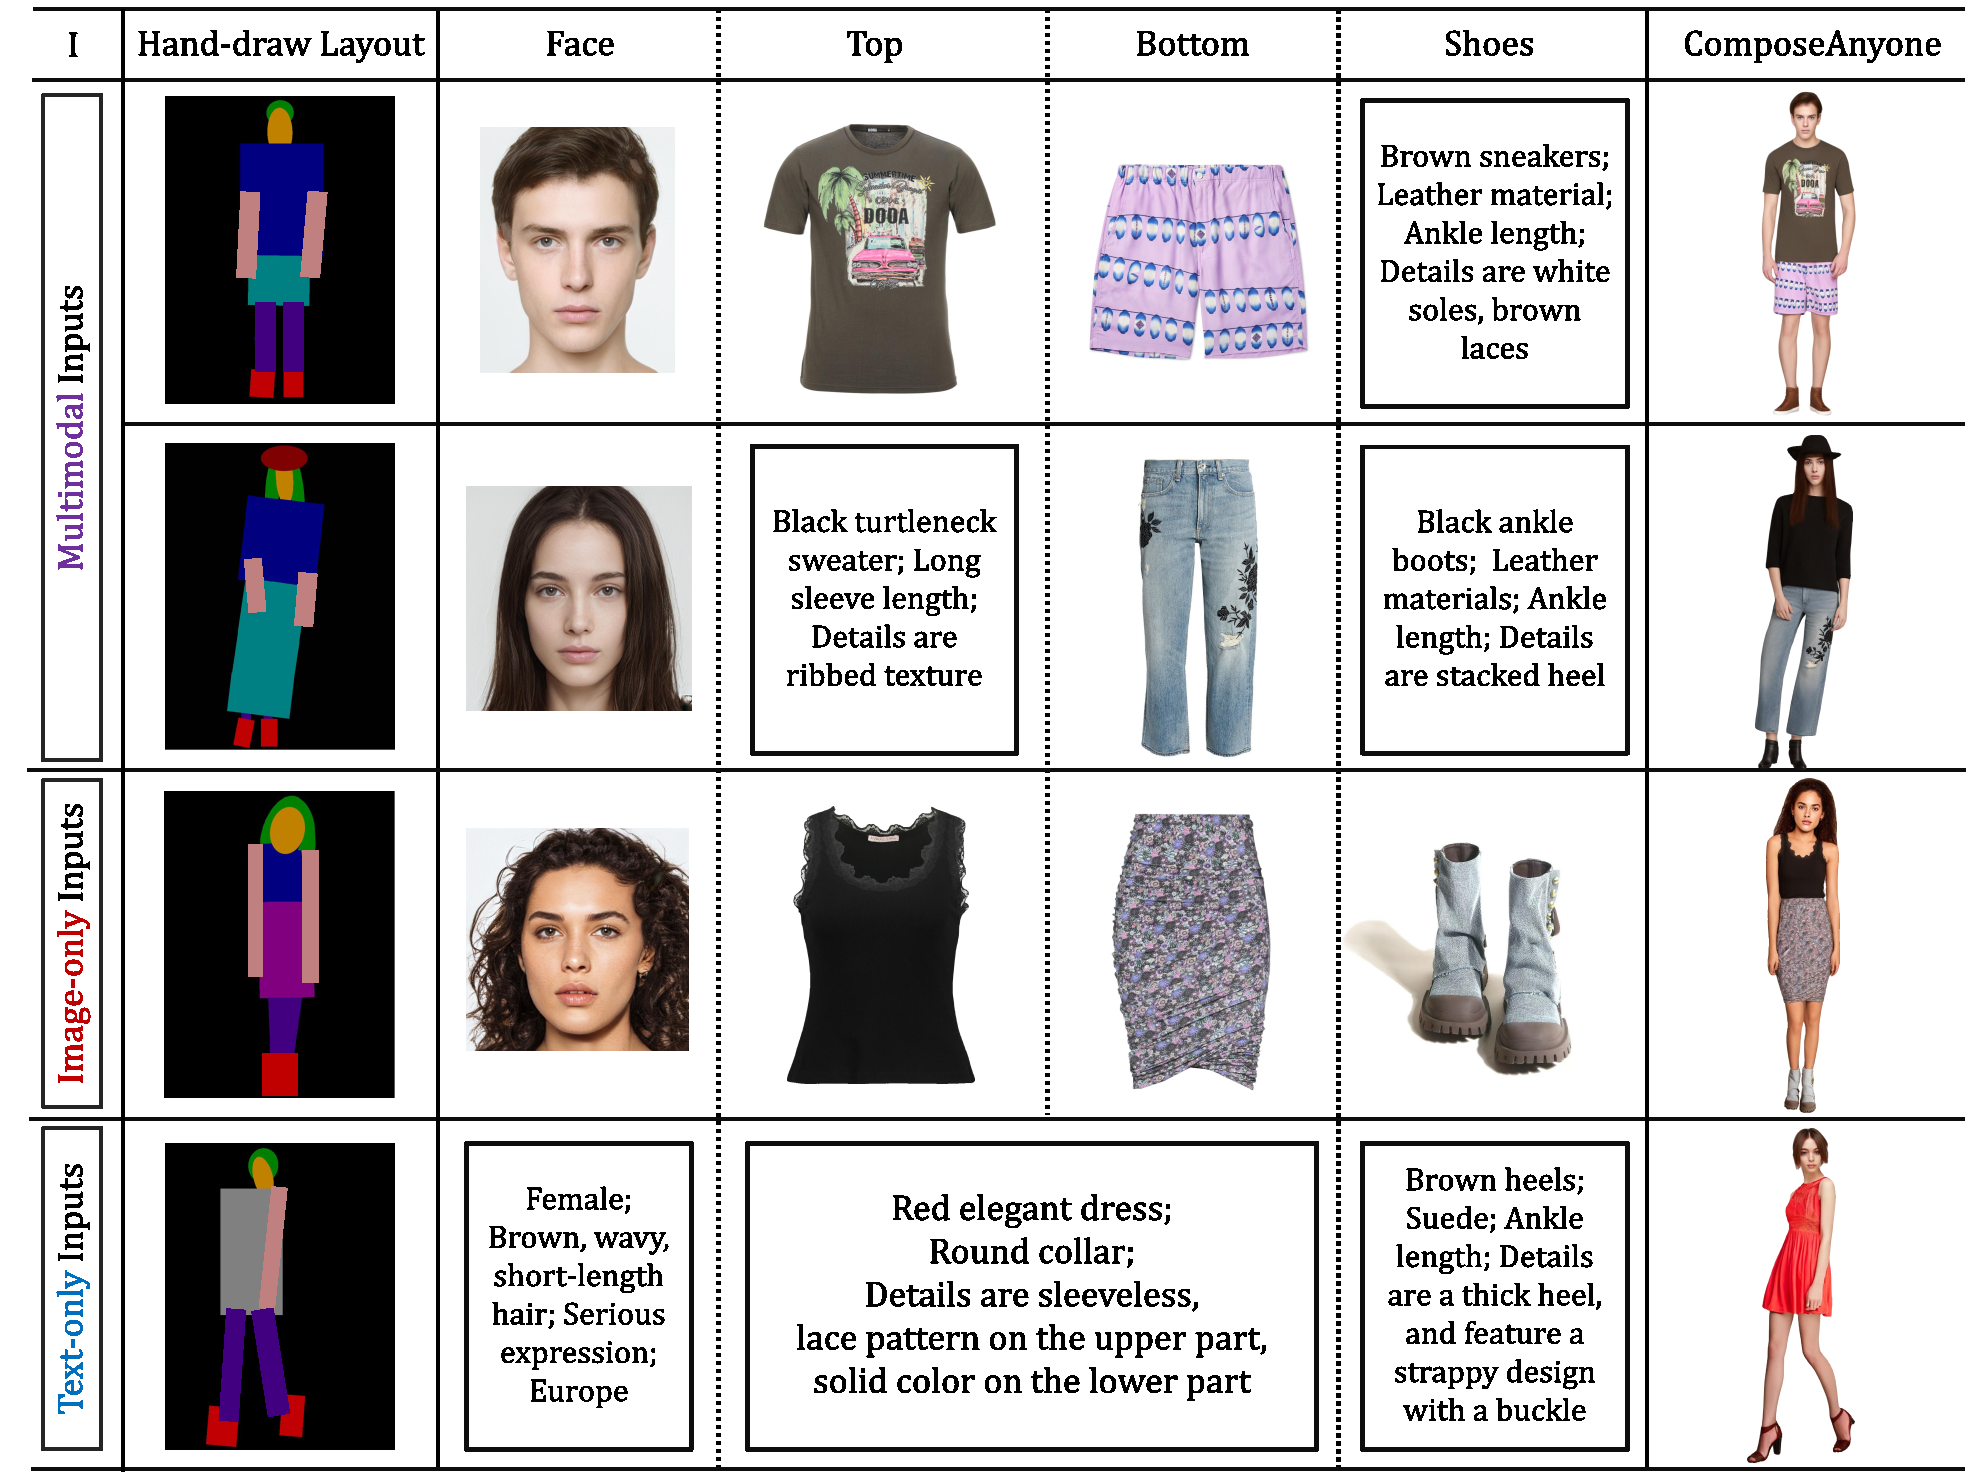 I
Hand-draw Layout
Face
Top
Bottom
Shoes
ComposeAnyone
Multimodal Inputs
SUMMERTIME
DOOA
Brown sneakers;
Leather material;
Ankle length;
Details are white
soles, brown
laces
DOOA
Black turtleneck
sweater; Long
sleeve length;
Details are
ribbed texture
Black ankle
boots; Leather
materials; Ankle
length; Details
are stacked heel
Image-only Inputs
Text-only Inputs
Female;
Brown, wavy,
short-length
hair; Serious
expression;
Europe
Red elegant dress;
Round collar;
Details are sleeveless,
lace pattern on the upper part,
solid color on the lower part
Brown heels;
Suede; Ankle
length; Details
are a thick heel,
and feature a
strappy design
with a buckle